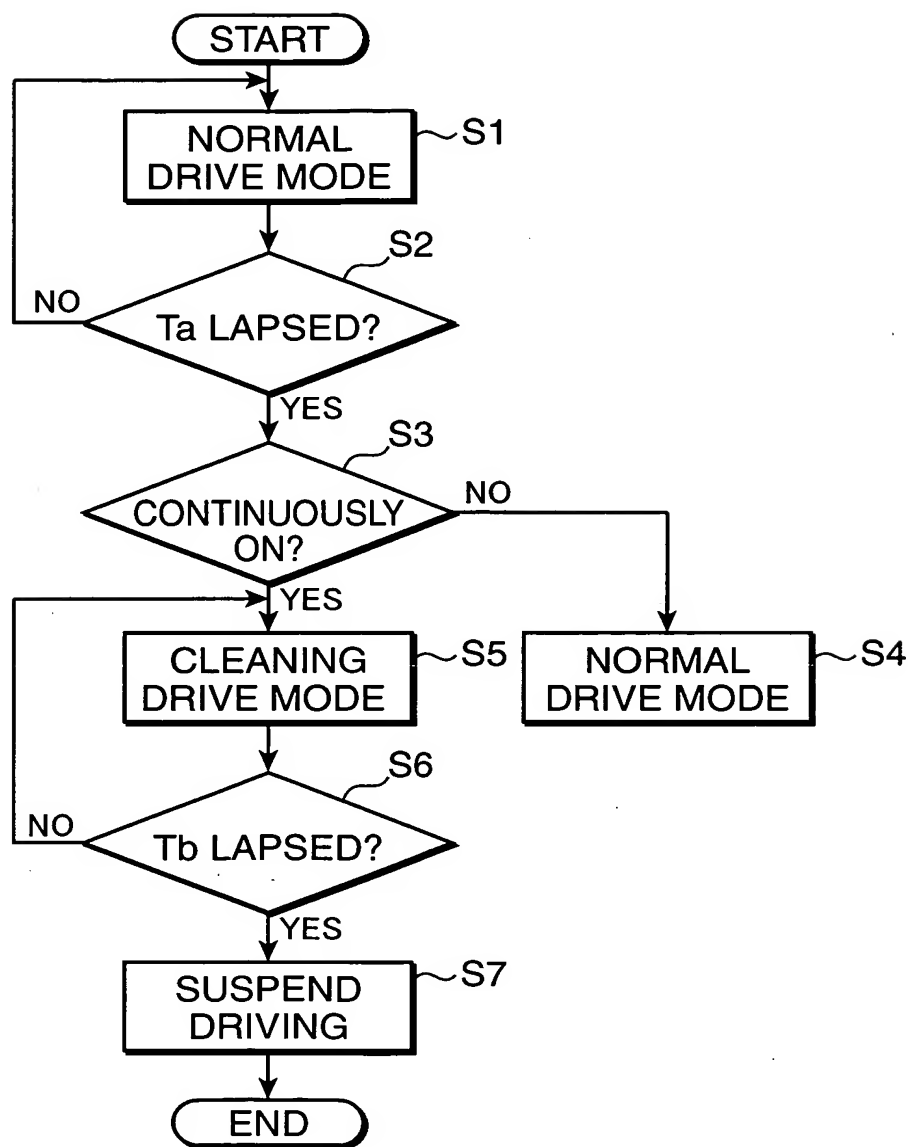 START
NORMAL
DRIVE MODE
S1
S2
NO
Ta LAPSED?
YES
S3
CONTINUOUSLY
ON?
NO
YES
CLEANING
DRIVE MODE
S5
NORMAL
DRIVE MODE
S4
S6
NO
Tb LAPSED?
YES
SUSPEND
DRIVING
S7
END